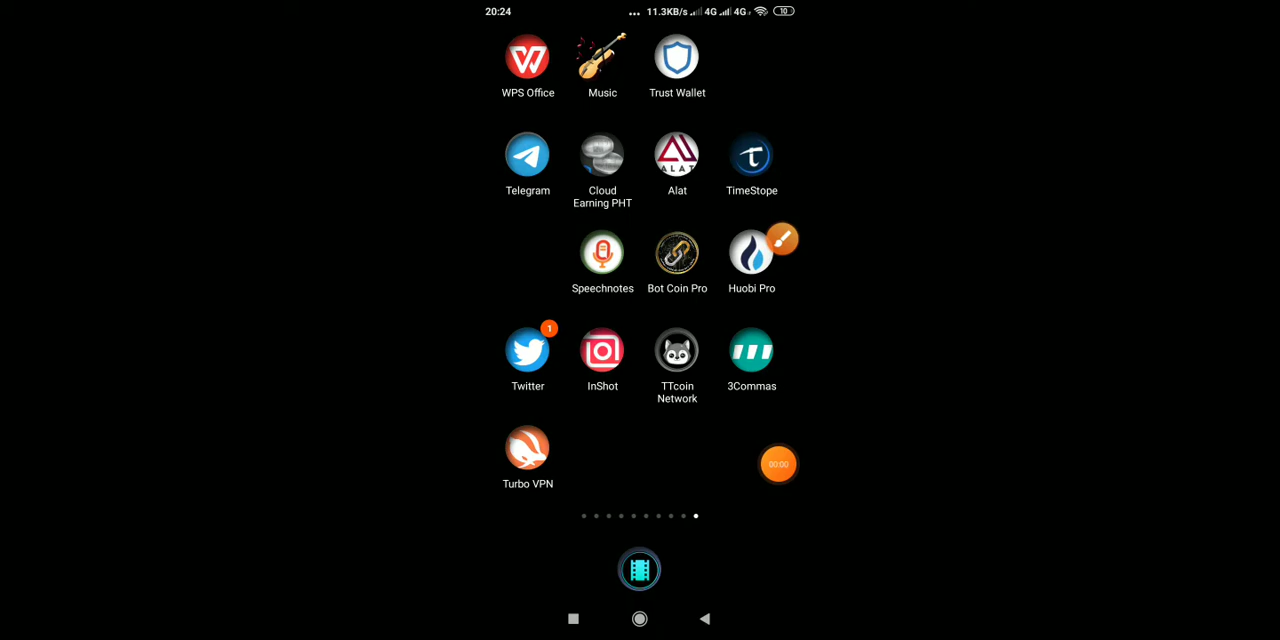 20:24
... 11.3KB/s 4G 4G 10
WPS Office
Music
Trust Wallet
ALAT
Telegram
Cloud
Earning PHT
Alat
TimeStope
Speechnotes
Bot Coin Pro
Huobi Pro
1
Twitter
InShot
TTcoin
Network
3Commas
00:00
Turbo VPN